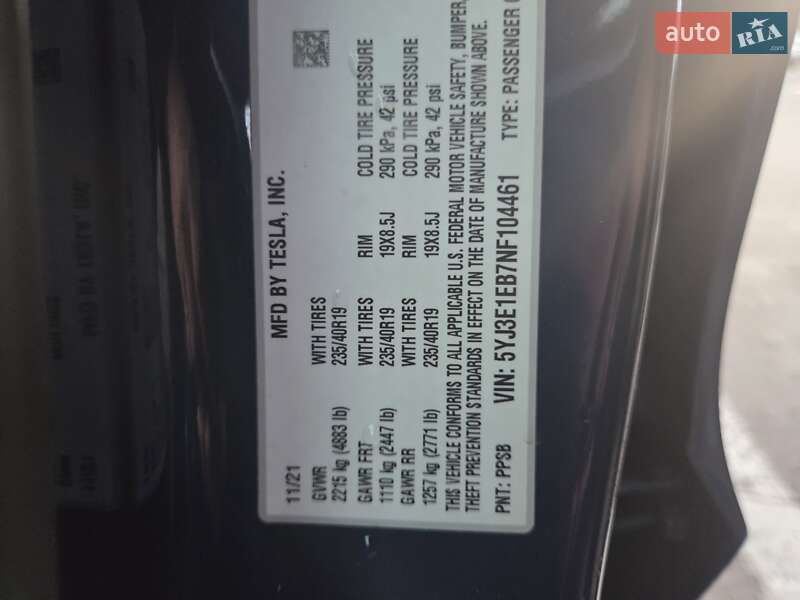 auto RIA.com
MFD BY TESLA, INC.
11/21
GVWR
2215 kg (4883 lb)
WITH TIRES
235/40R19
GAWR FRT WITH TIRES RIM COLD TIRE PRESSURE
1110 kg (2447 lb) 235/40R19 19X8.5J 290 kPa, 42 psi
GAWR RR WITH TIRES RIM COLD TIRE PRESSURE
1257 kg (2771 lb) 235/40R19 19X8.5J 290 kPa, 42 psi
THIS VEHICLE CONFORMS TO ALL APPLICABLE U.S. FEDERAL MOTOR VEHICLE SAFETY, BUMPER,
THEFT PREVENTION STANDARDS IN EFFECT ON THE DATE OF MANUFACTURE SHOWN ABOVE.
PNT: PPSB VIN: 5YJ3E1EB7NF104461 TYPE: PASSENGER